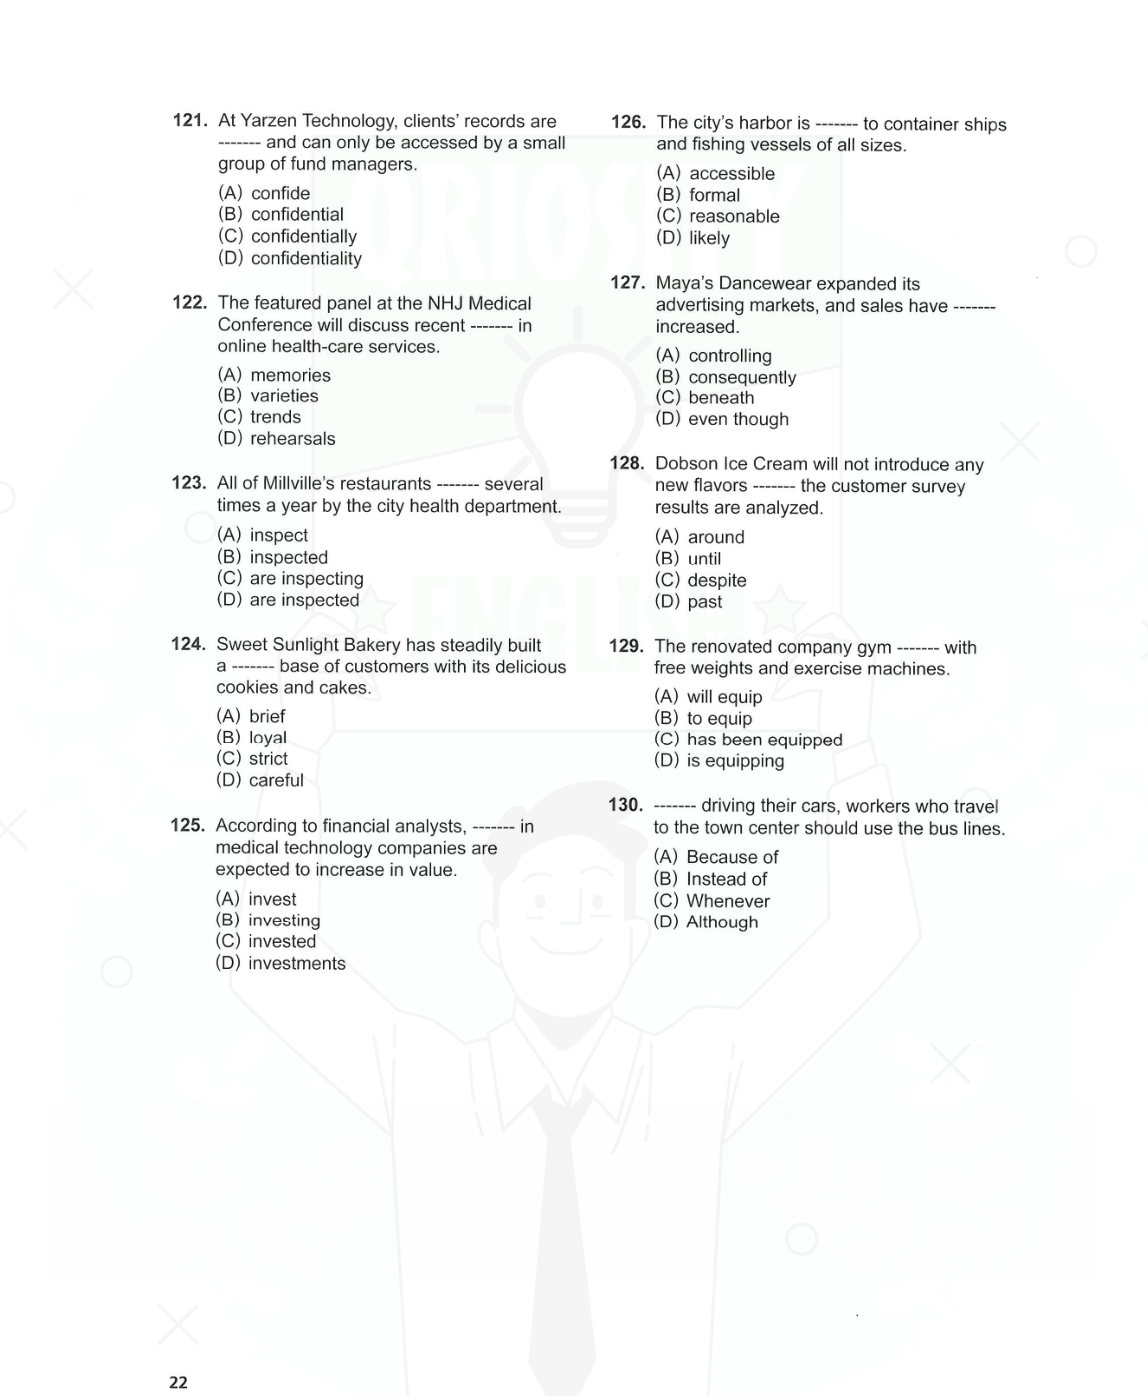 121. At Yarzen Technology, clients' records are
------- and can only be accessed by a small
group of fund managers.
(A) confide
(B) confidential
(C) confidentially
(D) confidentiality
122. The featured panel at the NHJ Medical
Conference will discuss recent ------- in
online health-care services.
(A) memories
(B) varieties
(C) trends
(D) rehearsals
123. All of Millville's restaurants ------- several
times a year by the city health department.
(A) inspect
(B) inspected
(C) are inspecting
(D) are inspected
124. Sweet Sunlight Bakery has steadily built
a ------- base of customers with its delicious
cookies and cakes.
(A) brief
(B) loyal
(C) strict
(D) careful
125. According to financial analysts, ------- in
medical technology companies are
expected to increase in value.
(A) invest
(B) investing
(C) invested
(D) investments
126. The city's harbor is ------- to container ships
and fishing vessels of all sizes.
(A) accessible
(B) formal
(C) reasonable
(D) likely
127. Maya's Dancewear expanded its
advertising markets, and sales have -------
increased.
(A) controlling
(B) consequently
(C) beneath
(D) even though
128. Dobson Ice Cream will not introduce any
new flavors ------- the customer survey
results are analyzed.
(A) around
(B) until
(C) despite
(D) past
129. The renovated company gym ------- with
free weights and exercise machines.
(A) will equip
(B) to equip
(C) has been equipped
(D) is equipping
130. ------- driving their cars, workers who travel
to the town center should use the bus lines.
(A) Because of
(B) Instead of
(C) Whenever
(D) Although
QRIOSITY
ENGLISH
22